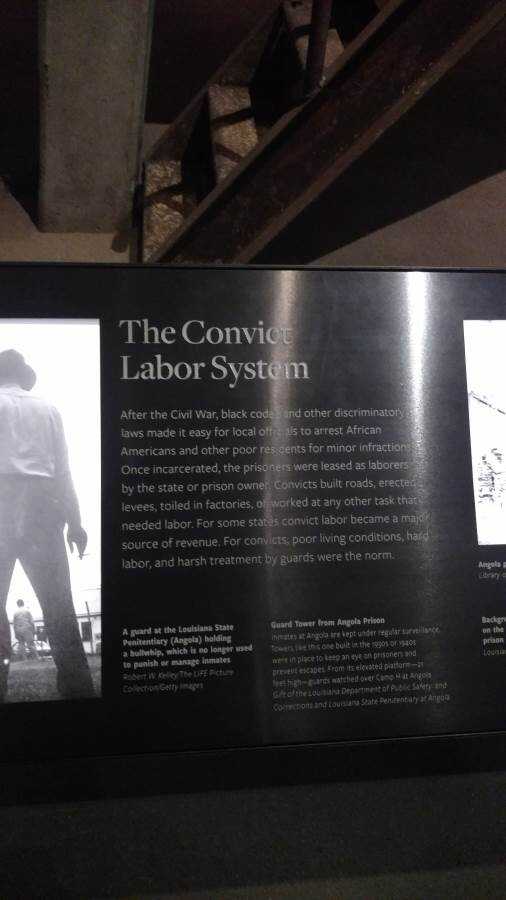 The Convict
Labor System
After the Civil War, black codes and other discriminatory
laws made it easy for local officials to arrest African
Americans and other poor residents for minor infractions.
Once incarcerated, the prisoners were leased as laborers
by the state or prison owner. Convicts built roads, erected
levees, toiled in factories, or worked at any other task that
needed labor. For some states convict labor became a major
source of revenue. For convicts, poor living conditions, hard
labor, and harsh treatment by guards were the norm.
A guard at the Louisiana State
Penitentiary (Angola) holding
a bullwhip, which is no longer used
to punish or manage inmates
Robert W. Kelley/The LIFE Picture
Collection/Getty Images
Guard Tower from Angola Prison
Inmates at Angola are kept under regular surveillance.
Towers like this one built in the 1930s or 1940s
were in place to keep an eye on prisoners and
prevent escapes. From its elevated platform—21
feet high—guards watched over Camp H at Angola.
Gift of the Louisiana Department of Public Safety and
Corrections and Louisiana State Penitentiary at Angola
Angola p
Library o
Backgro
on the
prison
Louisia